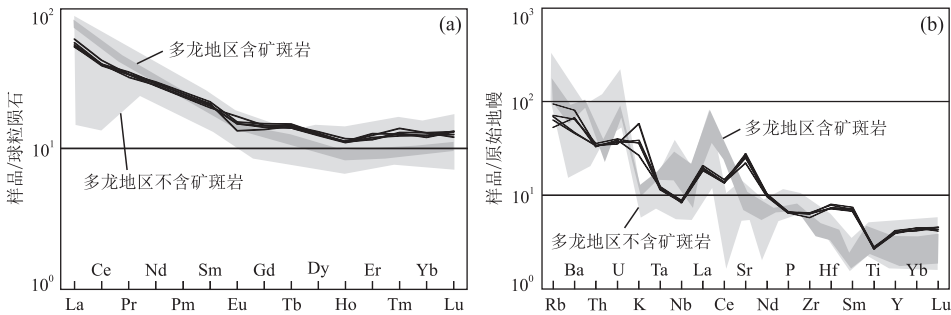 (a)
10²
10¹
10⁰
样品/球粒陨石
多龙地区含矿斑岩
多龙地区不含矿斑岩
Ce Nd Sm Gd Dy Er Yb
La Pr Pm Eu Tb Ho Tm Lu
(b)
10³
10²
10¹
10⁰
样品/原始地幔
多龙地区含矿斑岩
多龙地区不含矿斑岩
Ba U Ta La Sr P Hf Ti Yb
Rb Th K Nb Ce Nd Zr Sm Y Lu